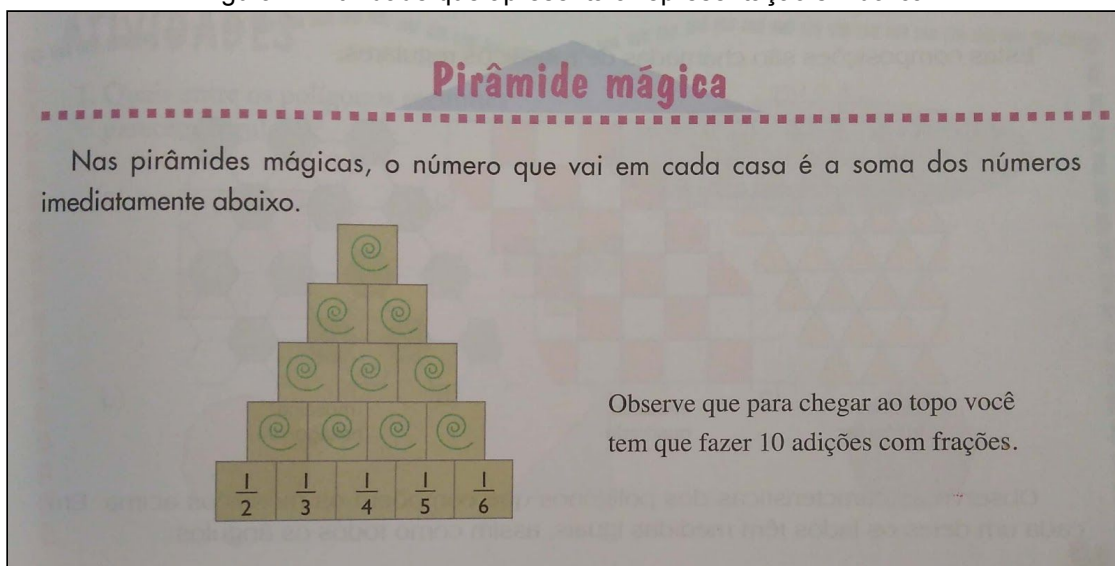 Pirâmide mágica
Nas pirâmides mágicas, o número que vai em cada casa é a soma dos números
imediatamente abaixo.
Observe que para chegar ao topo você
tem que fazer 10 adições com frações.
1/2 1/3 1/4 1/5 1/6